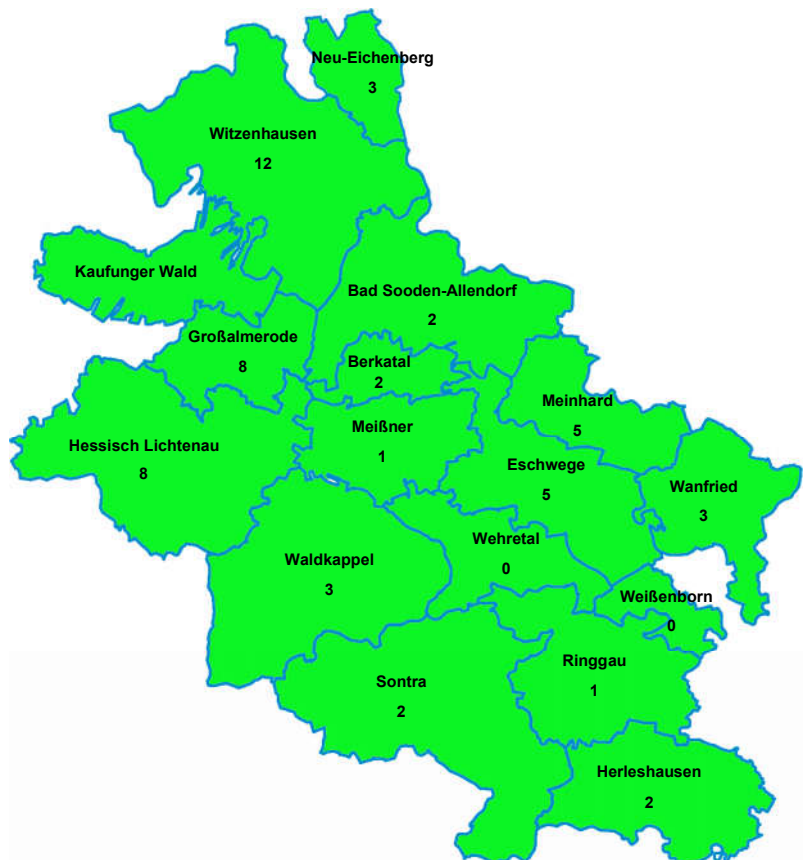 Neu-Eichenberg
3
Witzenhausen
12
Kaufunger Wald
Bad Sooden-Allendorf
2
Großalmerode
8
Berkatal
2
Meinhard
5
Meißner
1
Hessisch Lichtenau
8
Eschwege
5
Wanfried
3
Wehretal
0
Waldkappel
3
Weißenborn
0
Ringgau
1
Sontra
2
Herleshausen
2